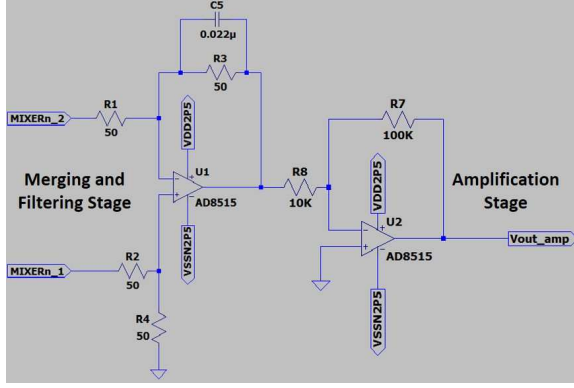 C5
0.022µ
R3
50
R1
50
MIXERn_2
VDD2P5
U1
AD8515
VSSN2P5
Merging and
Filtering Stage
MIXERn_1
R2
50
R4
50
R8
10K
R7
100K
VDD2P5
U2
AD8515
VSSN2P5
Amplification
Stage
Vout_amp